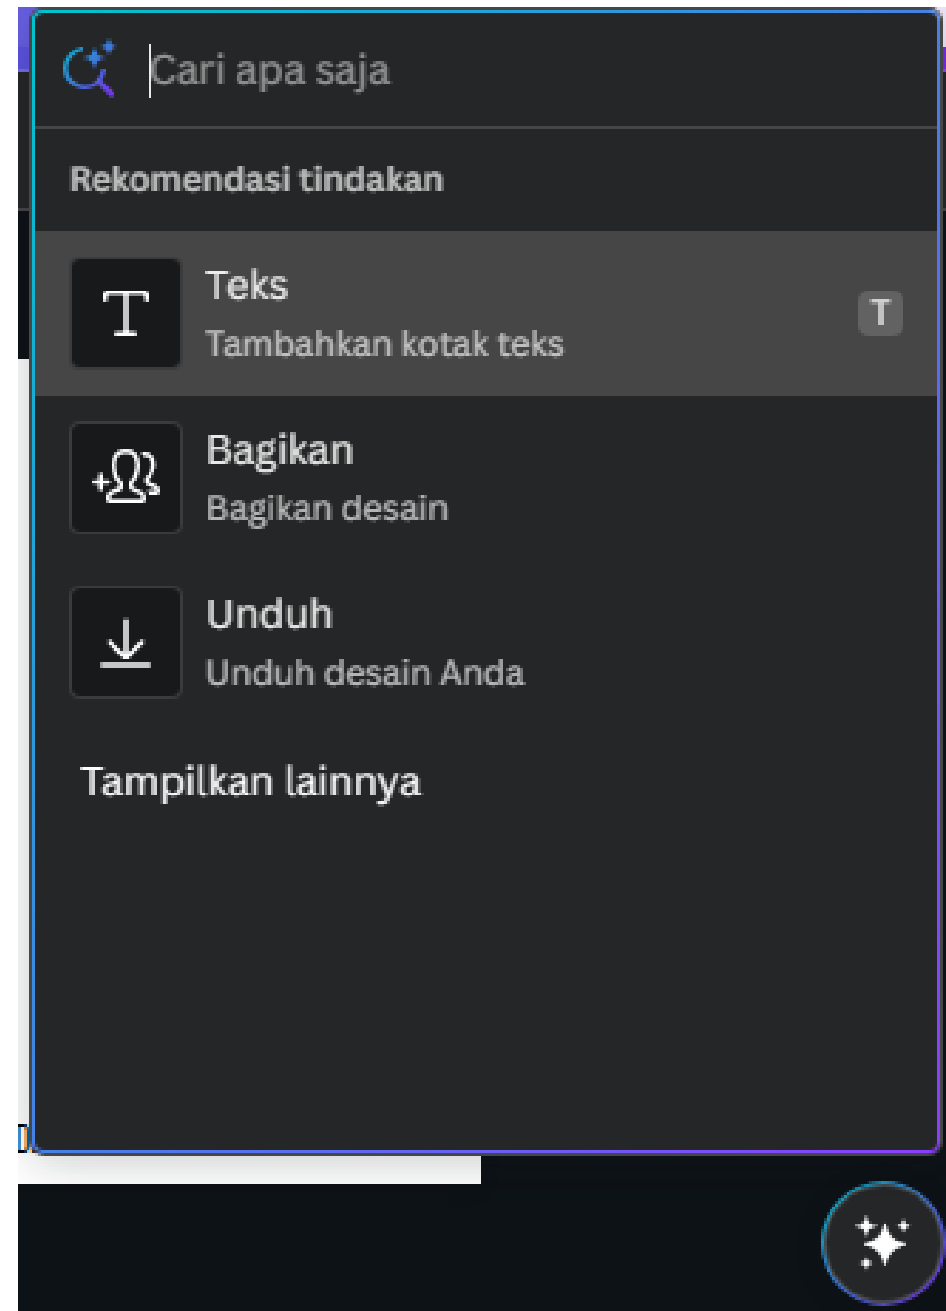 Cari apa saja
Rekomendasi tindakan
Teks
Tambahkan kotak teks
T
Bagikan
Bagikan desain
Unduh
Unduh desain Anda
Tampilkan lainnya